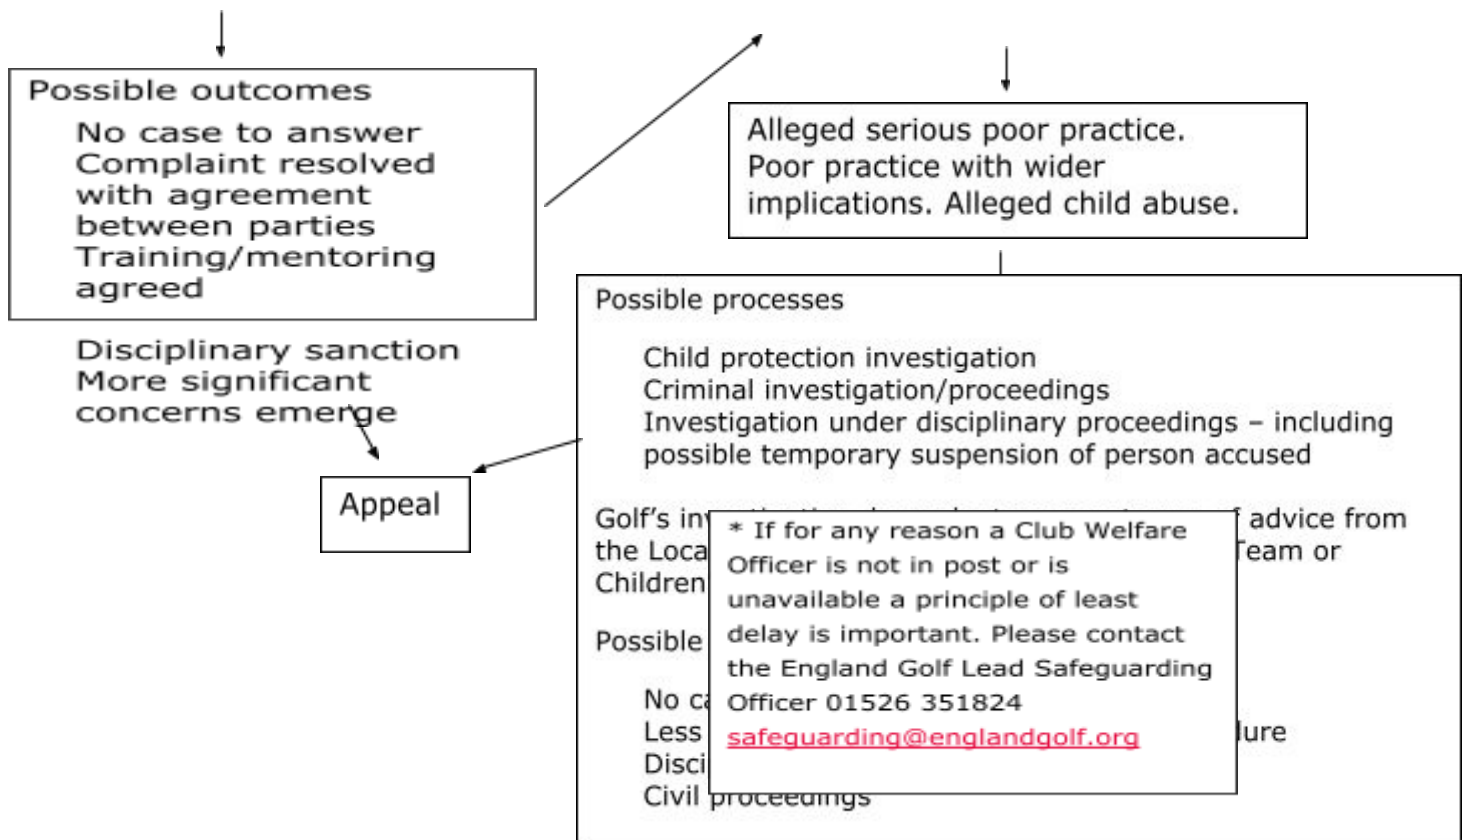 Possible outcomes
No case to answer
Complaint resolved
with agreement
between parties
Training/mentoring
agreed
Disciplinary sanction
More significant
concerns emerge
Appeal
Alleged serious poor practice.
Poor practice with wider
implications. Alleged child abuse.
Possible processes
Child protection investigation
Criminal investigation/proceedings
Investigation under disciplinary proceedings – including
possible temporary suspension of person accused
Golf's advice from
the Team or
Children
Possible
No
Less
Civil proceedings
* If for any reason a Club Welfare
Officer is not in post or is
unavailable a principle of least
delay is important. Please contact
the England Golf Lead Safeguarding
Officer 01526 351824
safeguarding@englandgolf.org